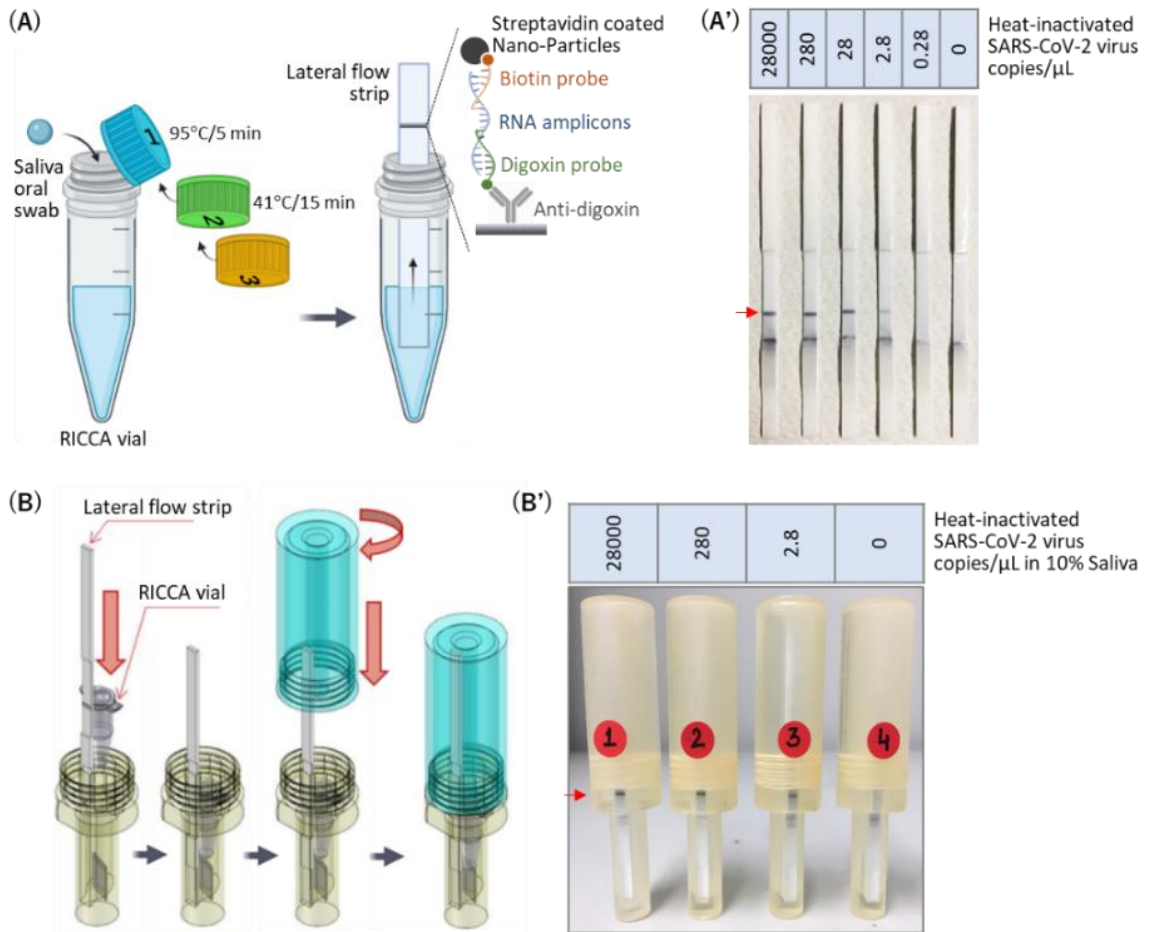 (A)
Saliva
oral
swab
1
95°C/5 min
2
41°C/15 min
3
RICCA vial
Lateral flow
strip
Streptavidin coated
Nano-Particles
Biotin probe
RNA amplicons
Digoxin probe
Anti-digoxin
(A’)
28000
280
28
2.8
0.28
0
Heat-inactivated
SARS-CoV-2 virus
copies/μL
(B)
Lateral flow strip
RICCA vial
(B’)
28000
280
2.8
0
Heat-inactivated
SARS-CoV-2 virus
copies/μL in 10% Saliva
1
2
3
4